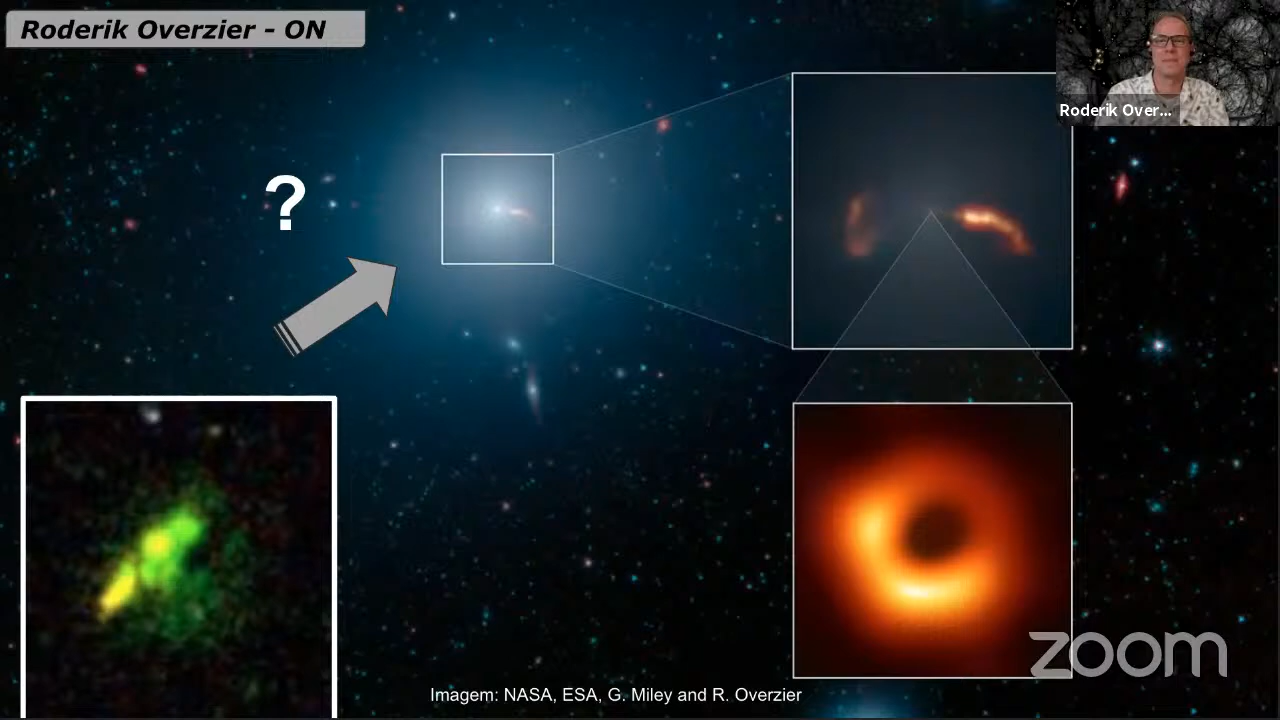 Roderik Overzier - ON
Roderik Over...
?
Imagem: NASA, ESA, G. Miley and R. Overzier
zoom